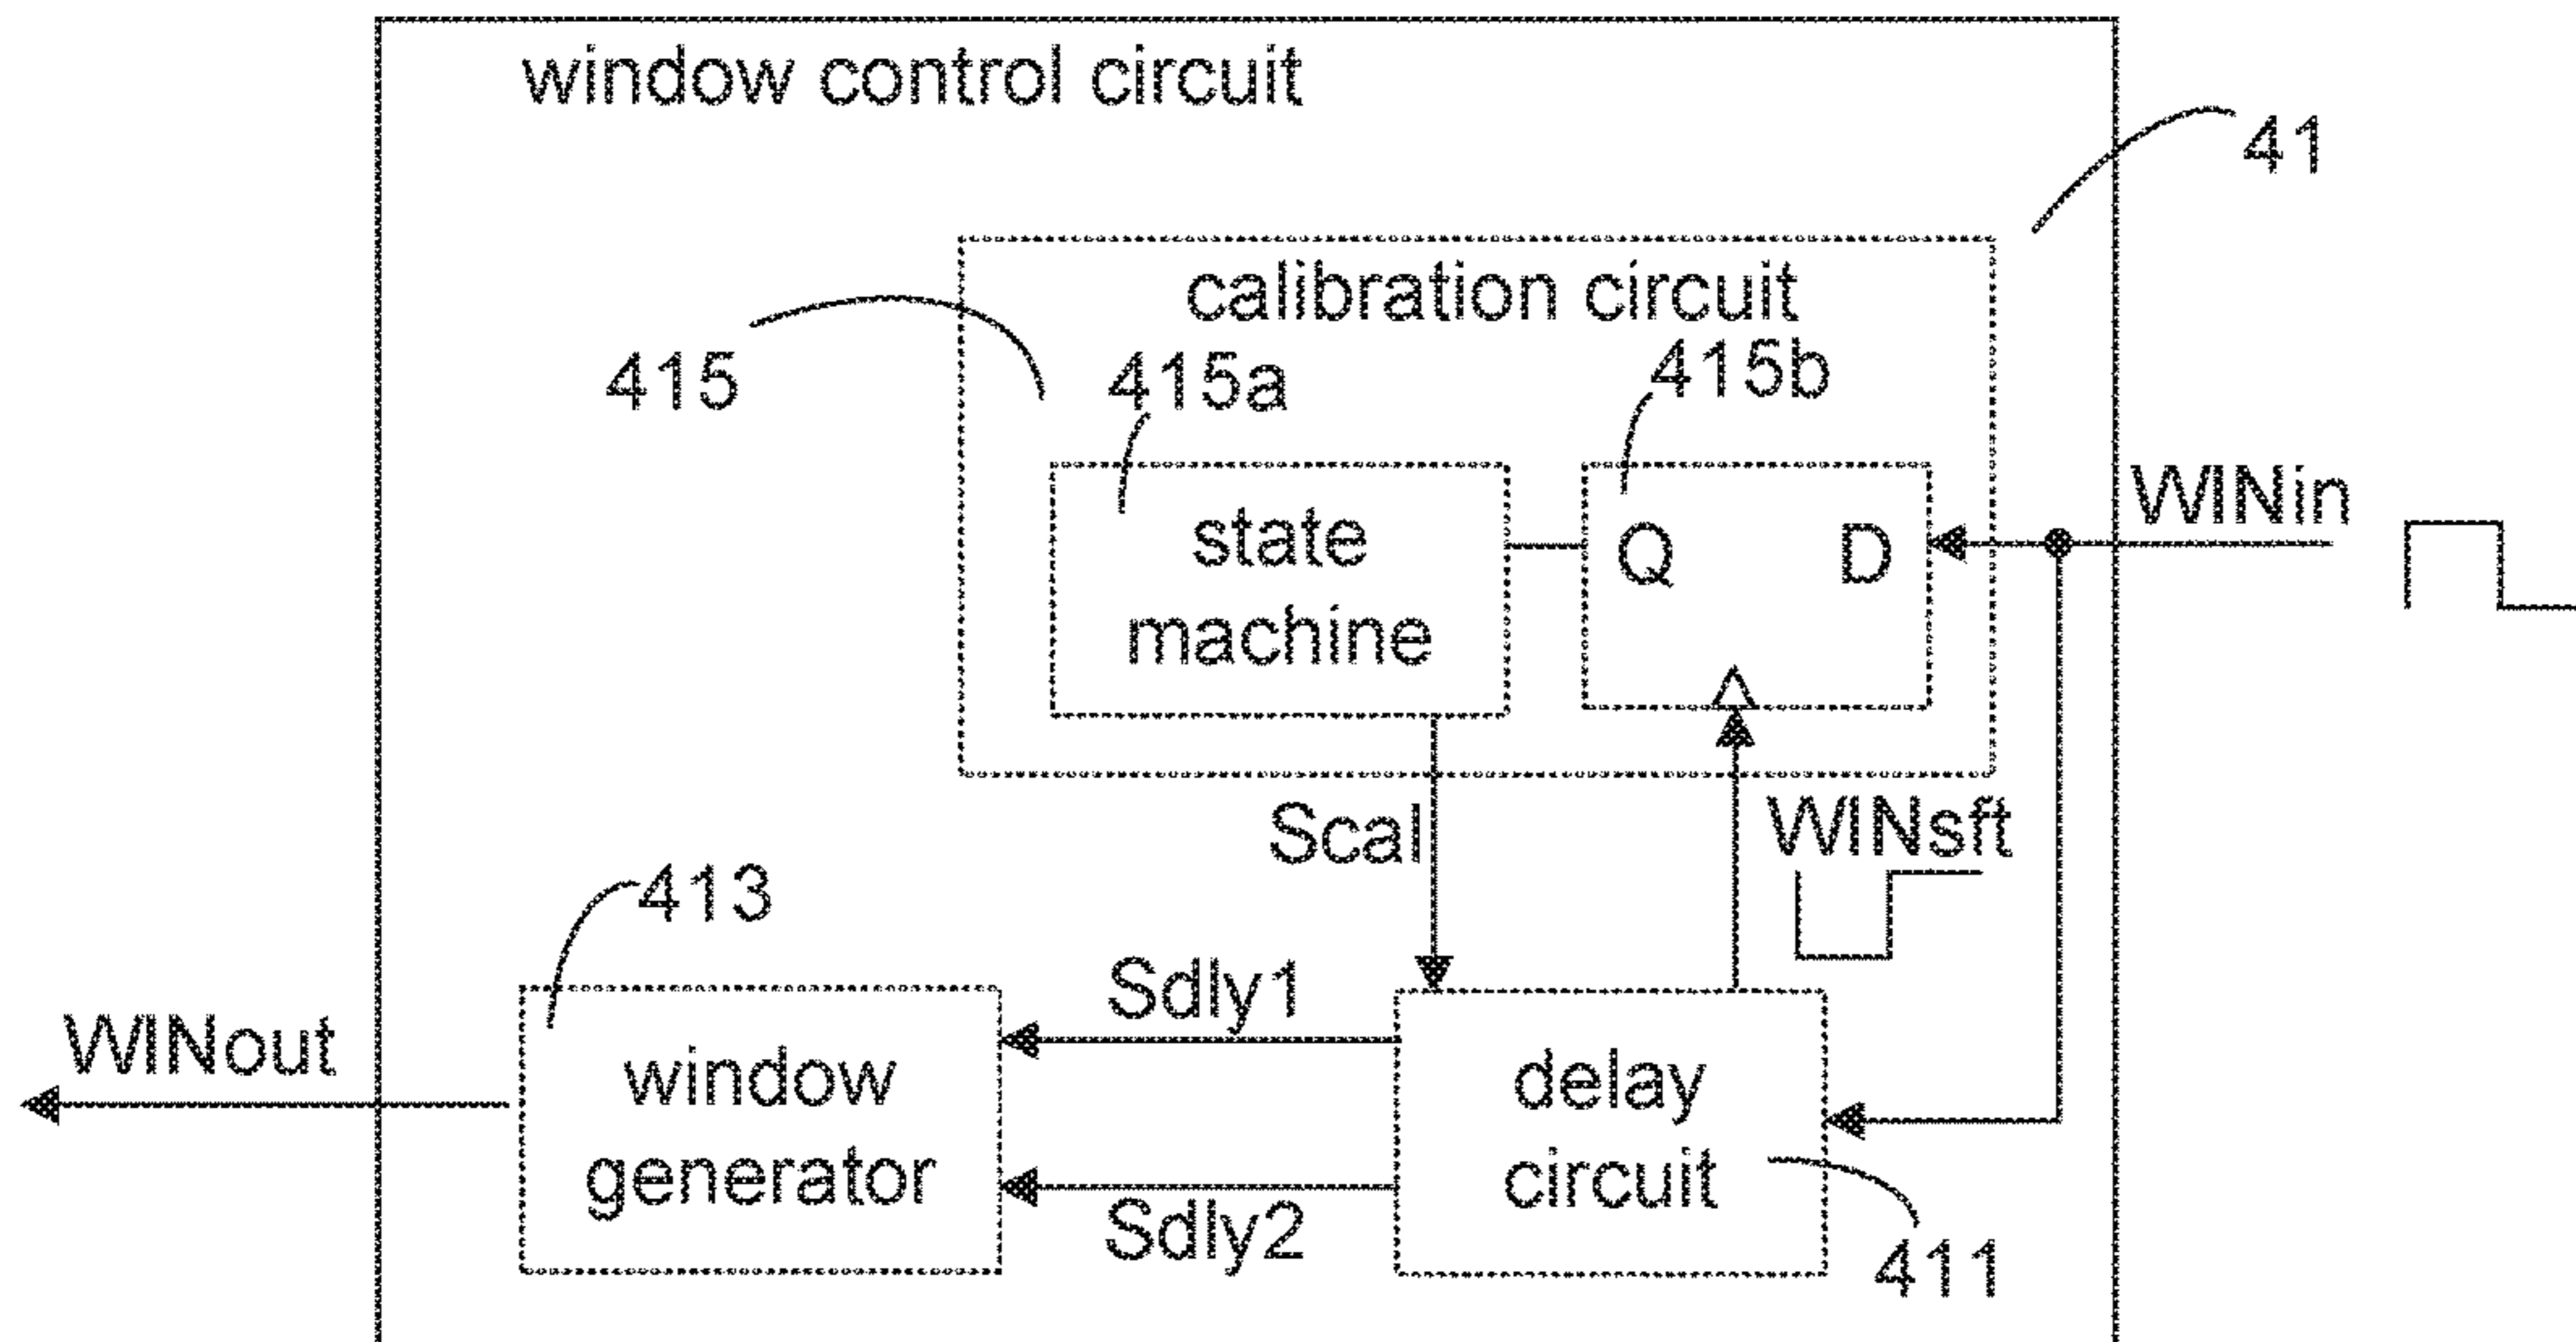 window control circuit
41
calibration circuit
415
415a
415b
WINin
state
machine
Q
D
Scal
WINsft
413
Sdly1
WINout
window
generator
delay
circuit
Sdly2
411